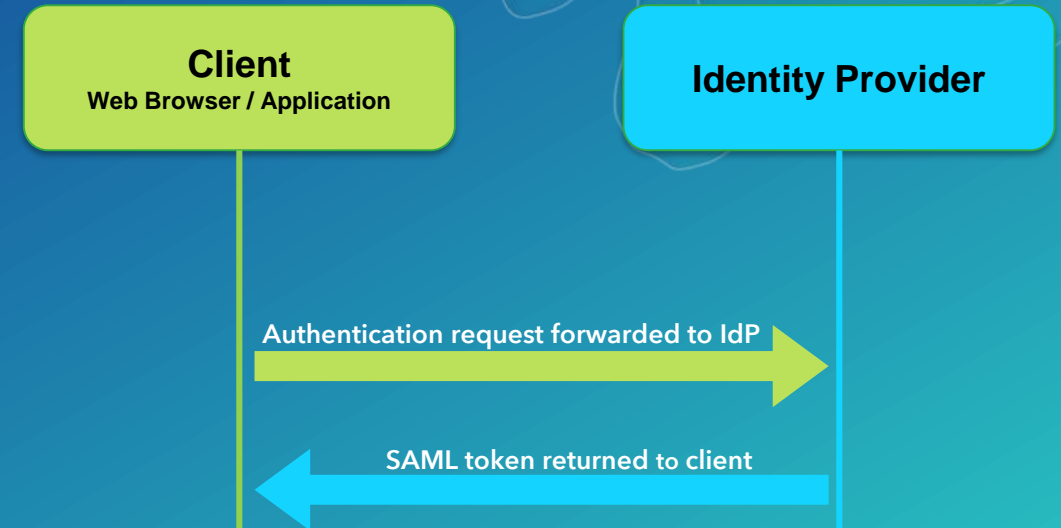 Client
Web Browser / Application
Identity Provider
Authentication request forwarded to IdP
SAML token returned to client